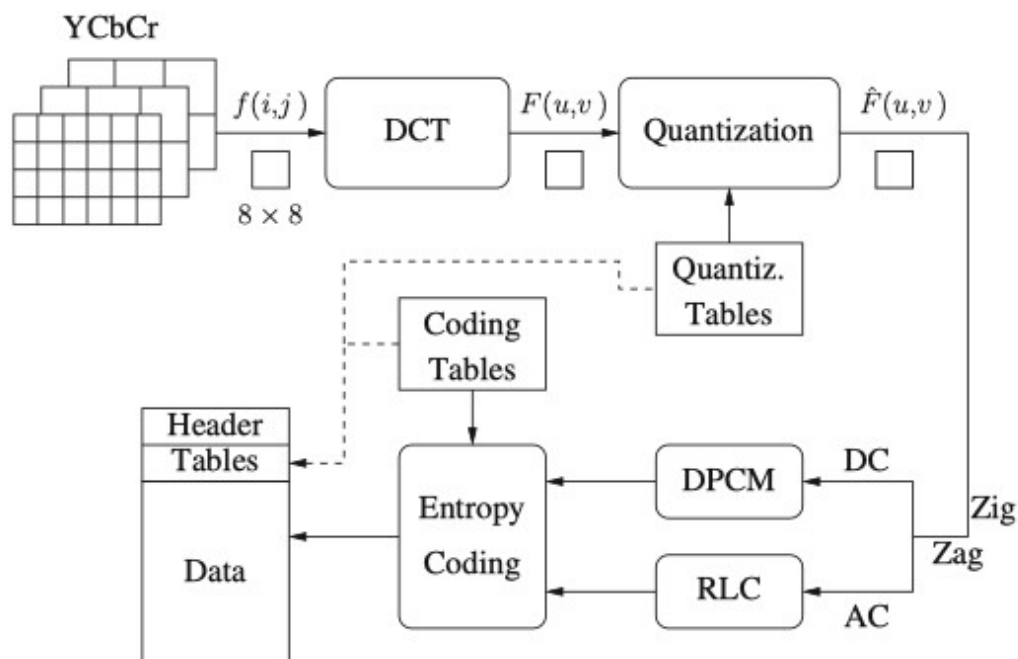 YCbCr
f(i,j)
8 × 8
DCT
F(u,v)
Quantization
F̂(u,v)
Quantiz.
Tables
Coding
Tables
Header
Tables
Data
Entropy
Coding
DPCM
RLC
DC
AC
Zig
Zag